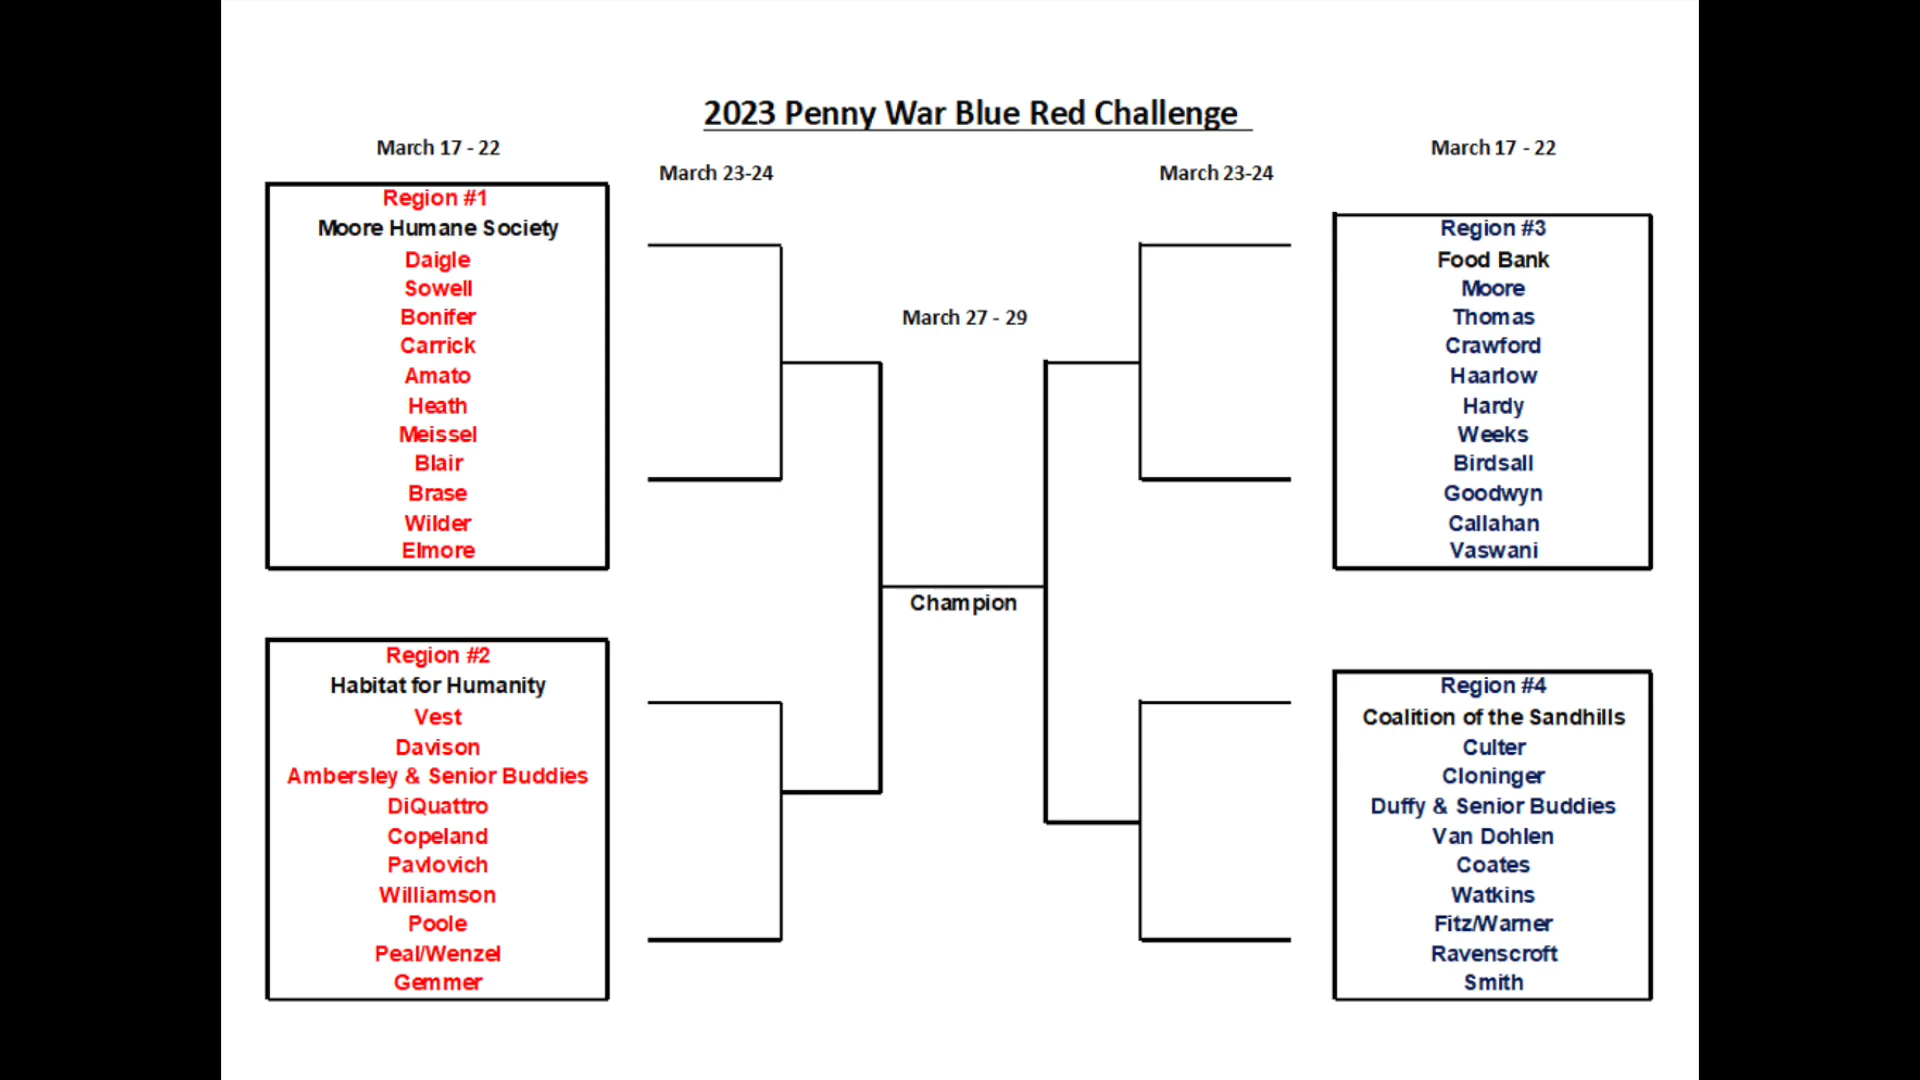 2023 Penny War Blue Red Challenge
March 17 - 22
March 23-24
March 23-24
March 17 - 22
Region #1
Moore Humane Society
Daigle
Sowell
Bonifer
Carrick
Amato
Heath
Meissel
Blair
Brase
Wilder
Elmore
Region #2
Habitat for Humanity
Vest
Davison
Ambersley & Senior Buddies
DiQuattro
Copeland
Pavlovich
Williamson
Poole
Peal/Wenzel
Gemmer
March 27 - 29
Champion
Region #3
Food Bank
Moore
Thomas
Crawford
Haarlow
Hardy
Weeks
Birdsall
Goodwyn
Callahan
Vaswani
Region #4
Coalition of the Sandhills
Culter
Cloninger
Duffy & Senior Buddies
Van Dohlen
Coates
Watkins
Fitz/Warner
Ravenscroft
Smith